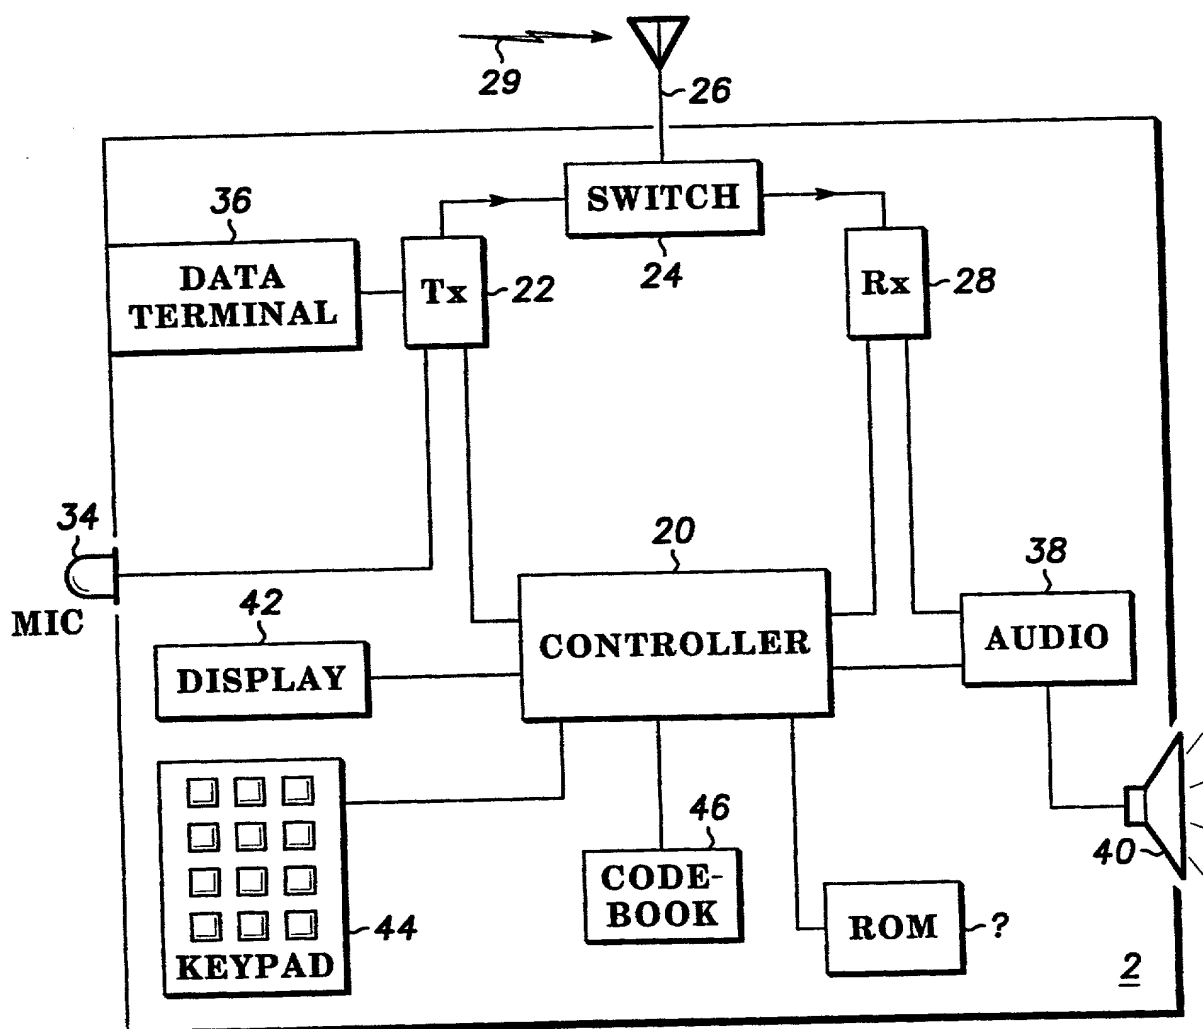 29
26
36
SWITCH
DATA
TERMINAL
Tx
22
24
Rx
28
34
MIC
20
38
42
CONTROLLER
AUDIO
DISPLAY
46
40
CODE-
BOOK
ROM
?
44
KEYPAD
2